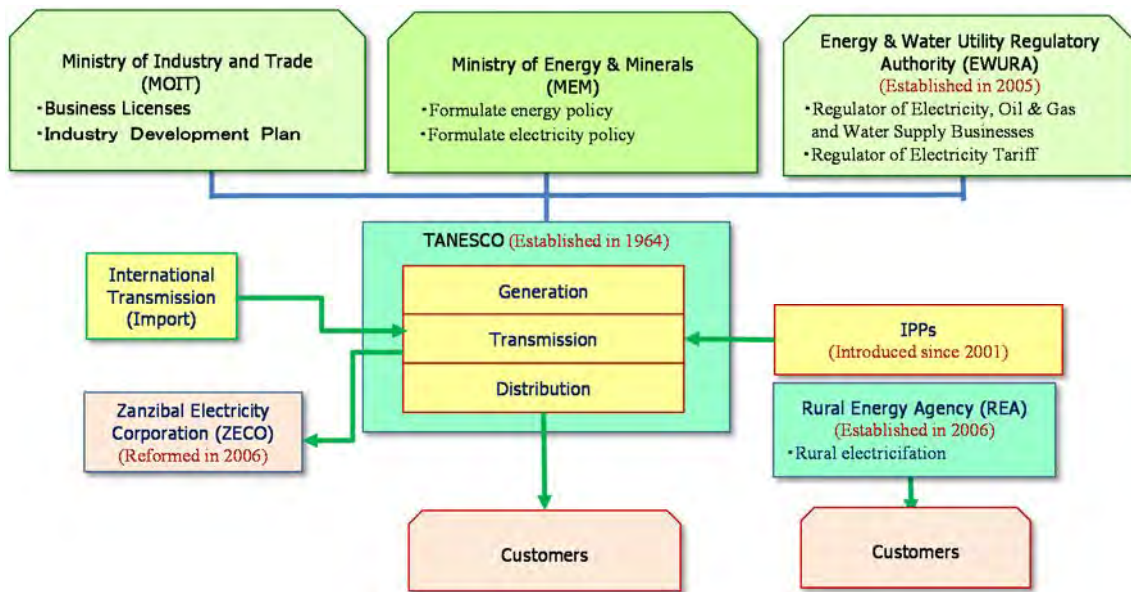 Ministry of Industry and Trade
(MOIT)
・Business Licenses
・Industry Development Plan
Ministry of Energy & Minerals
(MEM)
・Formulate energy policy
・Formulate electricity policy
Energy & Water Utility Regulatory
Authority (EWURA)
(Established in 2005)
・Regulator of Electricity, Oil & Gas
and Water Supply Businesses
・Regulator of Electricity Tariff
TANESCO (Established in 1964)
Generation
Transmission
Distribution
International
Transmission
(Import)
Zanzibal Electricity
Corporation (ZECO)
(Reformed in 2006)
IPPs
(Introduced since 2001)
Rural Energy Agency (REA)
(Established in 2006)
・Rural electricifation
Customers
Customers